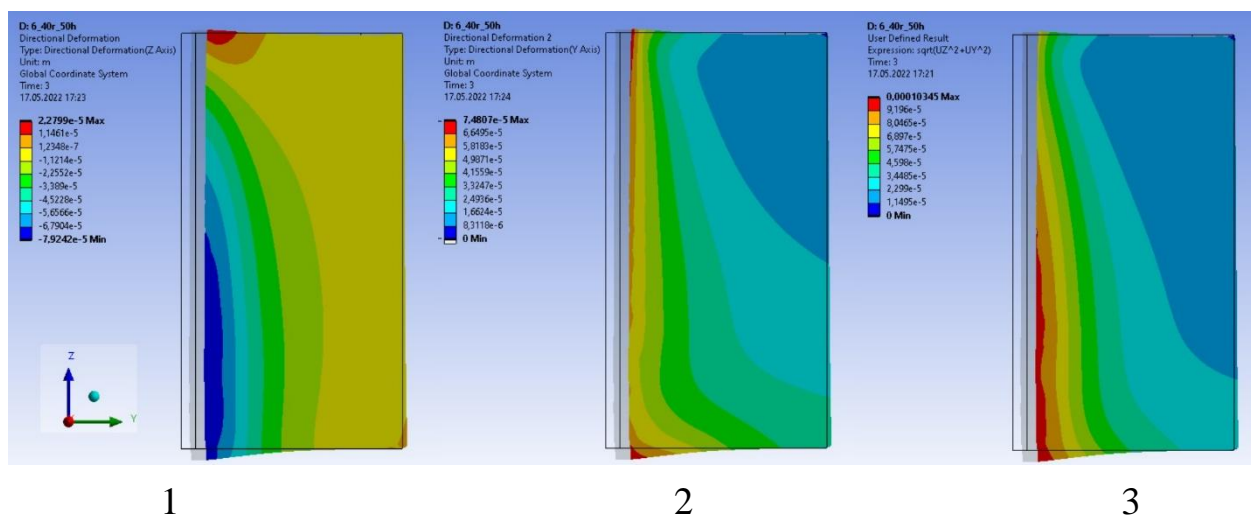 D: 6_40r_50h
Directional Deformation
Type: Directional Deformation(Z Axis)
Unit: m
Global Coordinate System
Time: 3
17.05.2022 17:23
2,2799e-5 Max
1,1461e-5
1,2348e-7
-1,1214e-5
-2,2552e-5
-3,389e-5
-4,5228e-5
-5,6566e-5
-6,7904e-5
-7,9242e-5 Min
Z
Y
D: 6_40r_50h
Directional Deformation 2
Type: Directional Deformation(Y Axis)
Unit: m
Global Coordinate System
Time: 3
17.05.2022 17:24
7,4807e-5 Max
6,6495e-5
5,8183e-5
4,9871e-5
4,1559e-5
3,3247e-5
2,4936e-5
1,6624e-5
8,3118e-6
0 Min
D: 6_40r_50h
User Defined Result
Expression: sqrt(UZ^2+UY^2)
Time: 3
17.05.2022 17:21
0,00010345 Max
9,196e-5
8,0465e-5
6,897e-5
5,7475e-5
4,598e-5
3,4485e-5
2,299e-5
1,1495e-5
0 Min
1
2
3